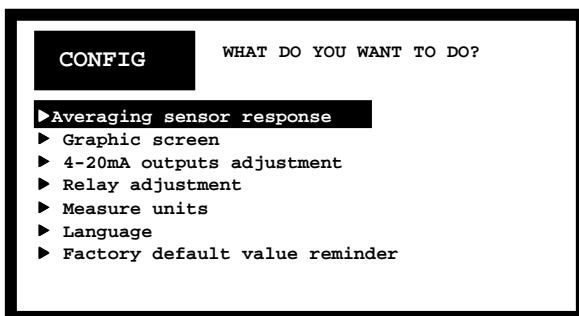 CONFIG
WHAT DO YOU WANT TO DO?
Averaging sensor response
Graphic screen
4-20mA outputs adjustment
Relay adjustment
Measure units
Language
Factory default value reminder